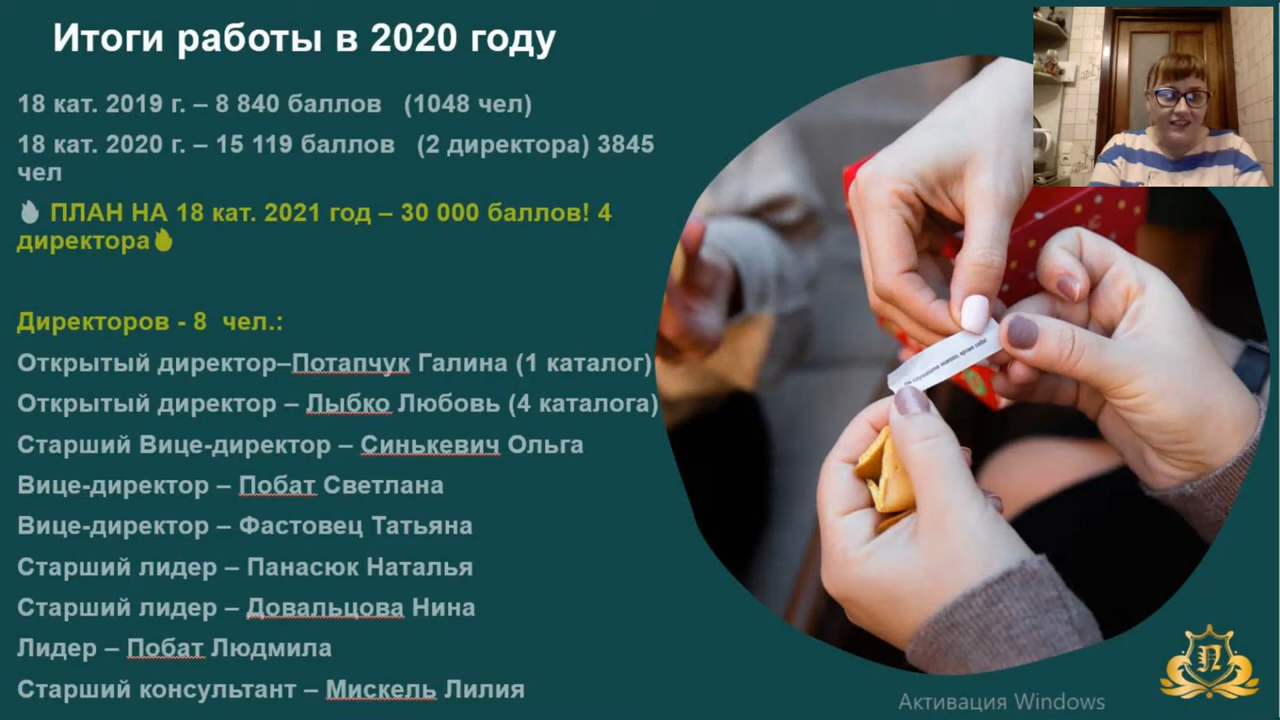 Итоги работы в 2020 году
18 кат. 2019 г. – 8 840 баллов (1048 чел)
18 кат. 2020 г. – 15 119 баллов (2 директора) 3845
чел
ПЛАН НА 18 кат. 2021 год – 30 000 баллов! 4
директора
Директоров - 8 чел.:
Открытый директор–Потапчук Галина (1 каталог)
Открытый директор – Лыбко Любовь (4 каталога)
Старший Вице-директор – Синькевич Ольга
Вице-директор – Побат Светлана
Вице-директор – Фастовец Татьяна
Старший лидер – Панасюк Наталья
Старший лидер – Довальцова Нина
Лидер – Побат Людмила
Старший консультант – Мискель Лилия
Активация Windows